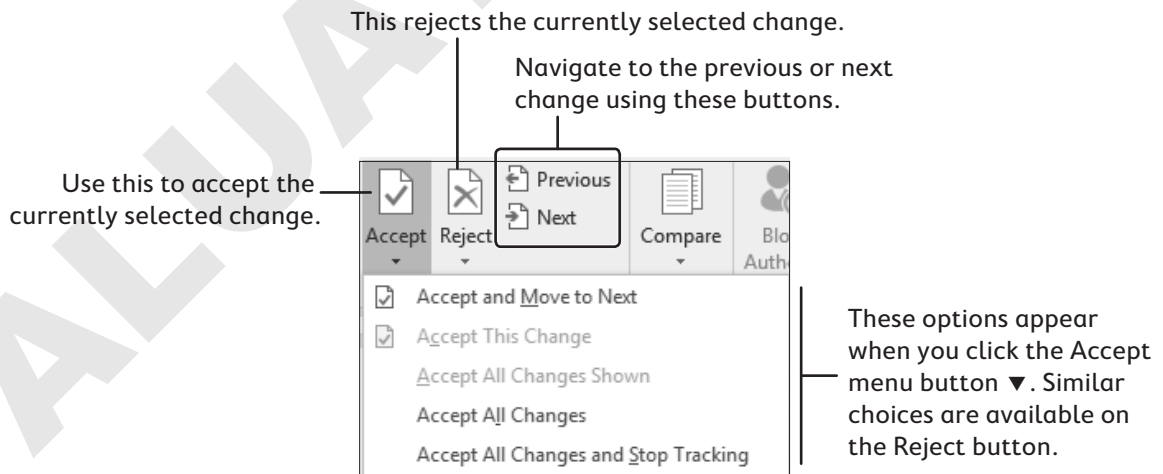 This rejects the currently selected change.
Navigate to the previous or next
change using these buttons.
Use this to accept the
currently selected change.
Accept
Reject
Previous
Next
Compare
Accept and Move to Next
Accept This Change
Accept All Changes Shown
Accept All Changes
Accept All Changes and Stop Tracking
These options appear
when you click the Accept
menu button ▼. Similar
choices are available on
the Reject button.